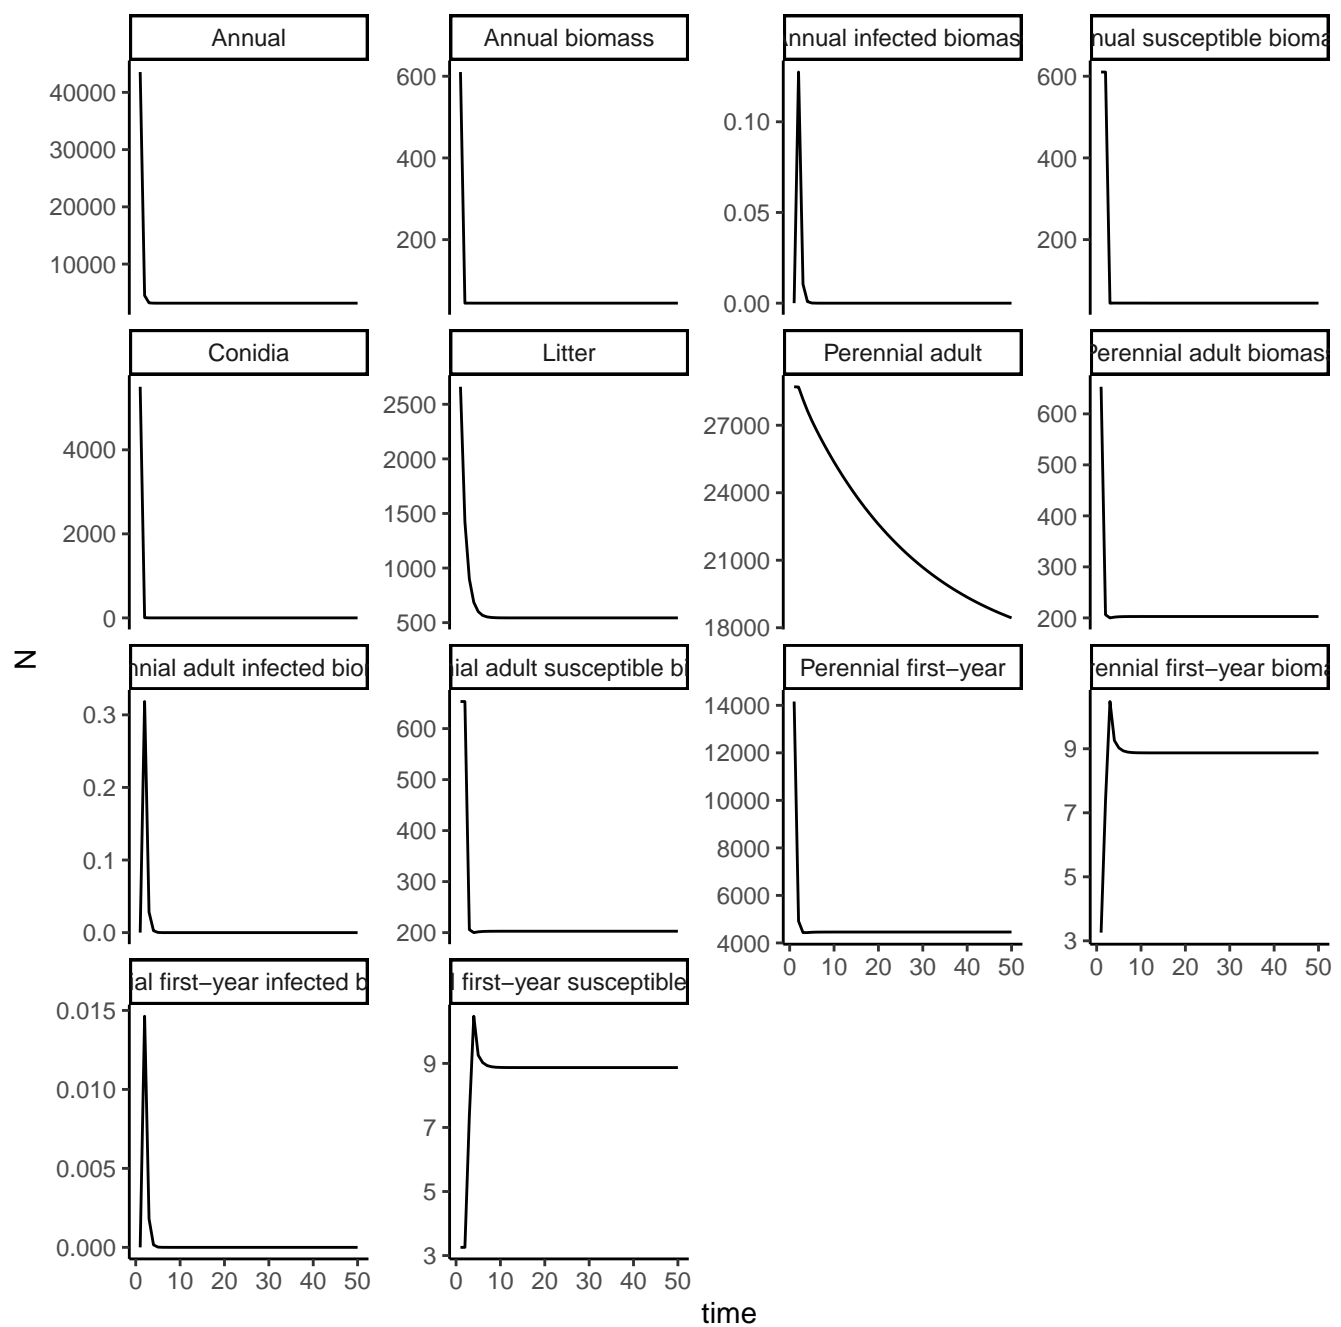 Annual
Annual biomass
nnual infected biomas
nual susceptible bioma
40000
30000
20000
10000
600
400
200
0.10
0.05
0.00
600
400
200
Conidia
Litter
Perennial adult
Perennial adult biomass
4000
2000
0
2500
2000
1500
1000
500
27000
24000
21000
18000
600
500
400
300
200
N
nnial adult infected bio
ial adult susceptible bi
Perennial first−year
rennial first−year bioma
0.3
0.2
0.1
0.0
600
500
400
300
200
14000
12000
10000
8000
6000
4000
9
7
5
3
0 10 20 30 40 50
0 10 20 30 40 50
ial first−year infected b
l first−year susceptible
0.015
0.010
0.005
0.000
9
7
5
3
0 10 20 30 40 50
0 10 20 30 40 50
time